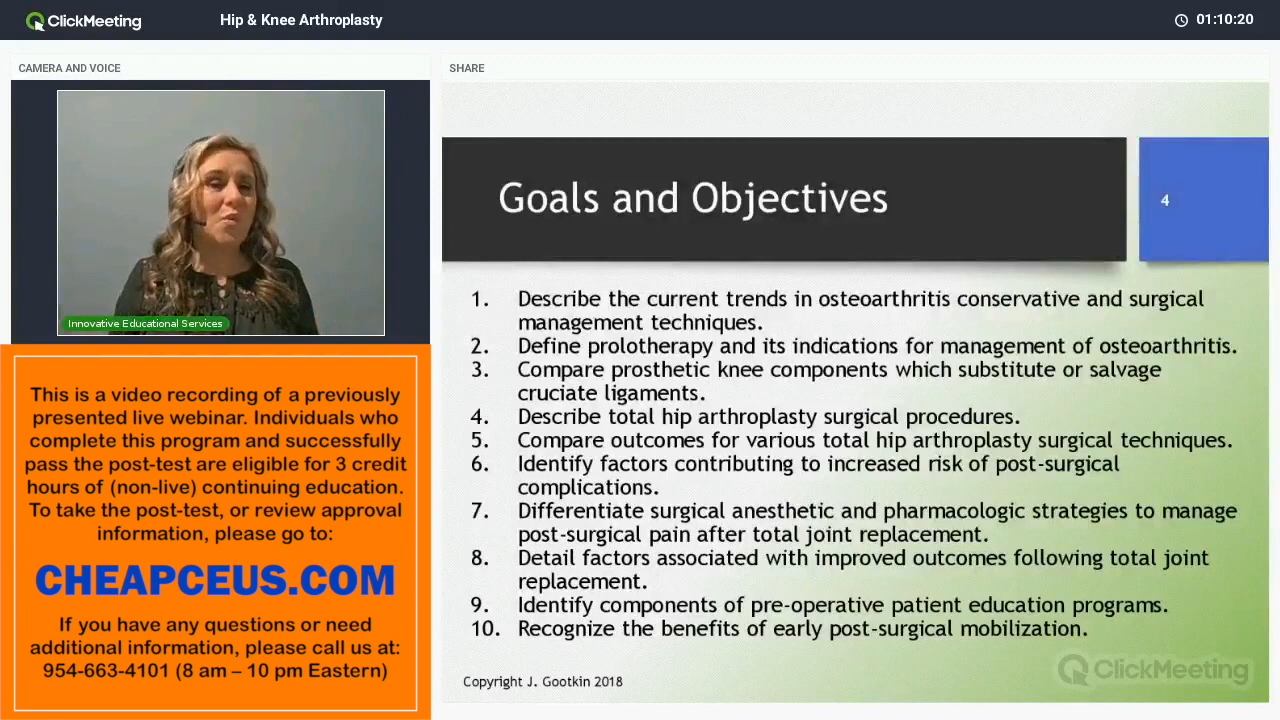 ClickMeeting
Hip & Knee Arthroplasty
01:10:20
CAMERA AND VOICE
Innovative Educational Services
This is a video recording of a previously
presented live webinar. Individuals who
complete this program and successfully
pass the post-test are eligible for 3 credit
hours of (non-live) continuing education.
To take the post-test, or review approval
information, please go to:
CHEAPCEUS.COM
If you have any questions or need
additional information, please call us at:
954-663-4101 (8 am – 10 pm Eastern)
SHARE
Goals and Objectives
4
1. Describe the current trends in osteoarthritis conservative and surgical
management techniques.
2. Define prolotherapy and its indications for management of osteoarthritis.
3. Compare prosthetic knee components which substitute or salvage
cruciate ligaments.
4. Describe total hip arthroplasty surgical procedures.
5. Compare outcomes for various total hip arthroplasty surgical techniques.
6. Identify factors contributing to increased risk of post-surgical
complications.
7. Differentiate surgical anesthetic and pharmacologic strategies to manage
post-surgical pain after total joint replacement.
8. Detail factors associated with improved outcomes following total joint
replacement.
9. Identify components of pre-operative patient education programs.
10. Recognize the benefits of early post-surgical mobilization.
Copyright J. Gootkin 2018
ClickMeeting